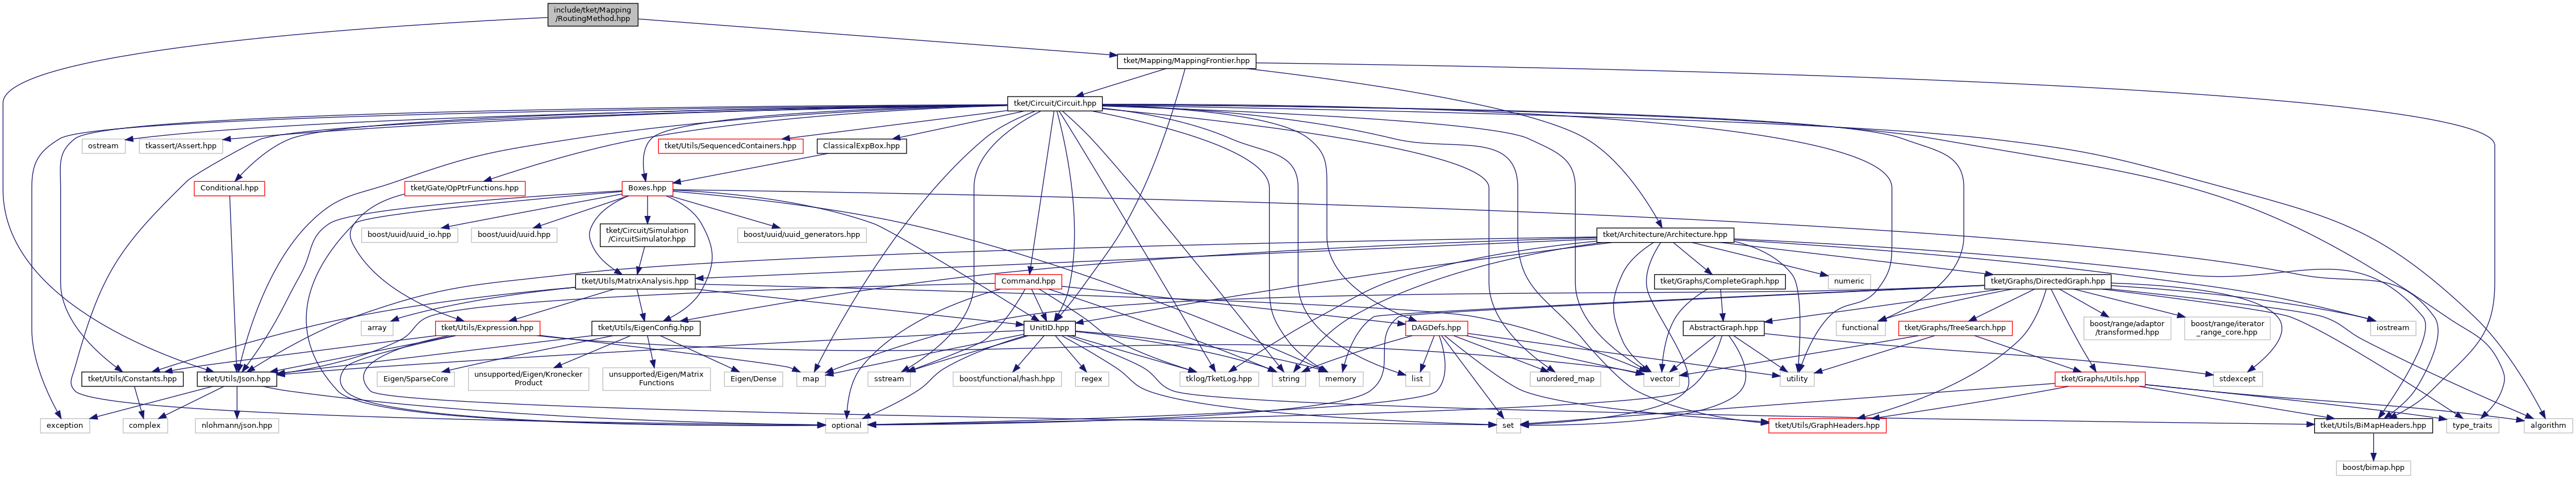 include/tket/Mapping
/RoutingMethod.hpp
tket/Mapping/MappingFrontier.hpp
tket/Circuit/Circuit.hpp
ostream
tkassert/Assert.hpp
tket/Utils/SequencedContainers.hpp
ClassicalExpBox.hpp
Conditional.hpp
tket/Gate/OpPtrFunctions.hpp
Boxes.hpp
boost/uuid/uuid_io.hpp
boost/uuid/uuid.hpp
tket/Circuit/Simulation
/CircuitSimulator.hpp
boost/uuid/uuid_generators.hpp
tket/Architecture/Architecture.hpp
tket/Utils/MatrixAnalysis.hpp
Command.hpp
tket/Graphs/CompleteGraph.hpp
numeric
tket/Graphs/DirectedGraph.hpp
array
tket/Utils/Expression.hpp
tket/Utils/EigenConfig.hpp
UnitID.hpp
DAGDefs.hpp
AbstractGraph.hpp
functional
tket/Graphs/TreeSearch.hpp
boost/range/adaptor
/transformed.hpp
boost/range/iterator
_range_core.hpp
iostream
tket/Utils/Constants.hpp
tket/Utils/Json.hpp
Eigen/SparseCore
unsupported/Eigen/Kronecker
Product
unsupported/Eigen/Matrix
Functions
Eigen/Dense
map
sstream
boost/functional/hash.hpp
regex
tklog/TketLog.hpp
string
memory
list
unordered_map
vector
utility
tket/Graphs/Utils.hpp
stdexcept
exception
complex
nlohmann/json.hpp
optional
set
tket/Utils/GraphHeaders.hpp
tket/Utils/BiMapHeaders.hpp
type_traits
algorithm
boost/bimap.hpp